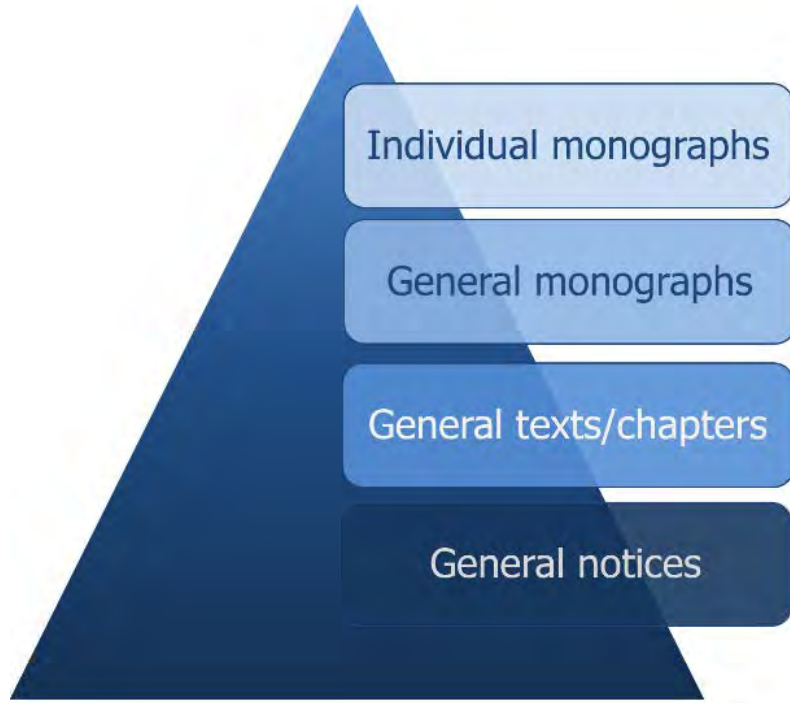 Individual monographs
General monographs
General texts/chapters
General notices